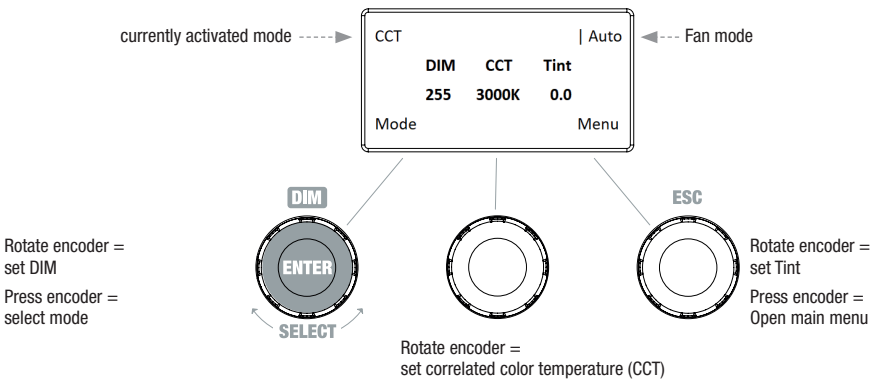 currently activated mode
CCT | Auto
Fan mode
DIM CCT Tint
255 3000K 0.0
Mode Menu
DIM
ESC
ENTER
SELECT
Rotate encoder =
set DIM
Press encoder =
select mode
Rotate encoder =
set correlated color temperature (CCT)
Rotate encoder =
set Tint
Press encoder =
Open main menu